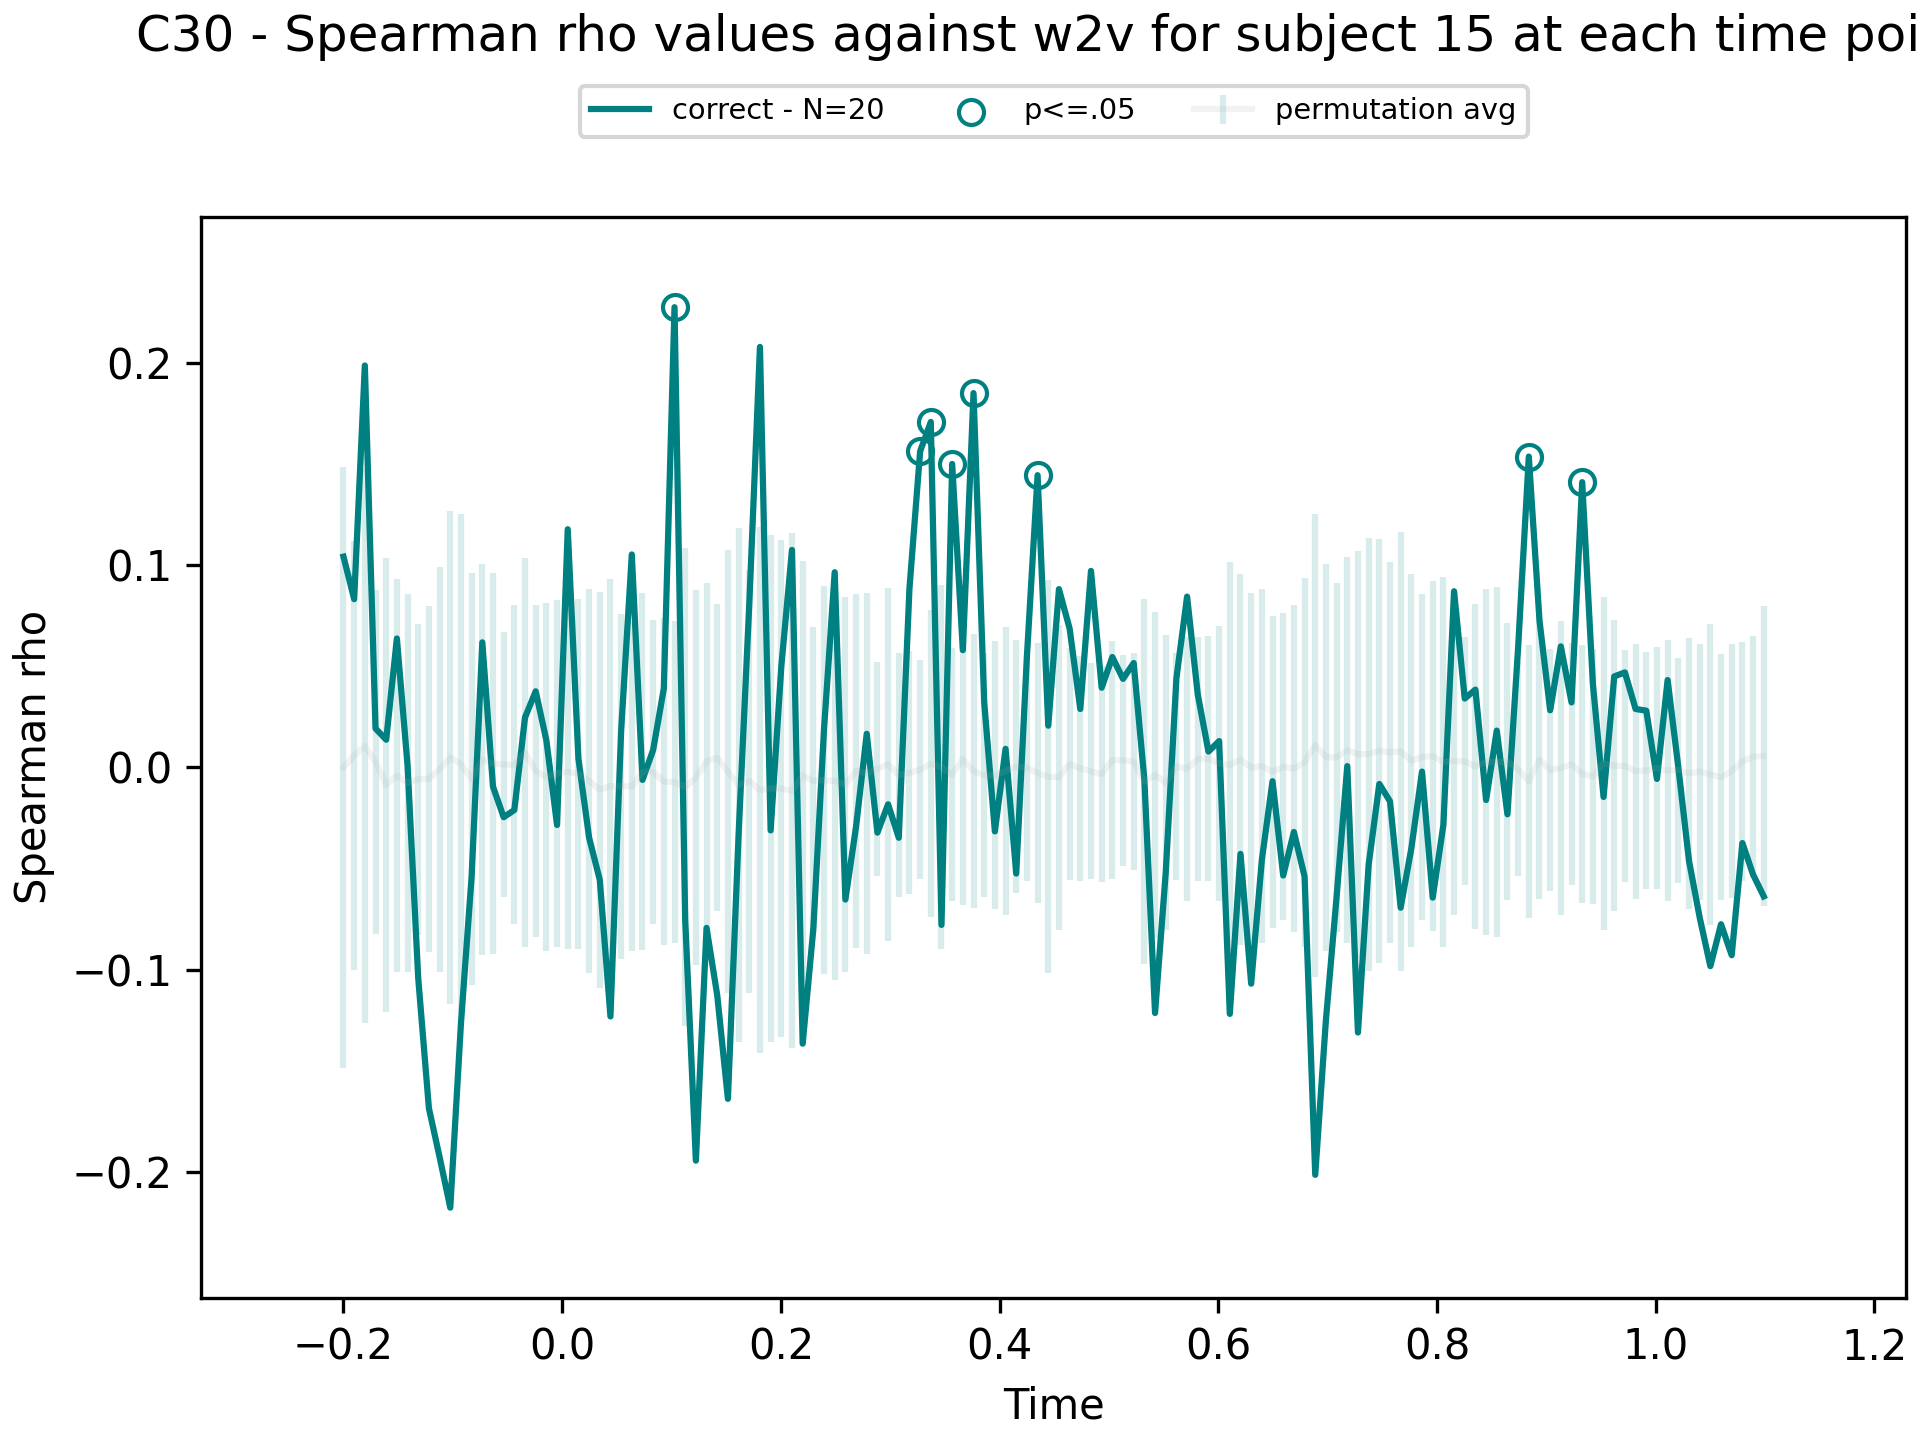 C30 - Spearman rho values against w2v for subject 15 at each time poi
correct - N=20 p<=.05 permutation avg
Spearman rho
0.2
0.1
0.0
−0.1
−0.2
−0.2 0.0 0.2 0.4 0.6 0.8 1.0 1.2
Time